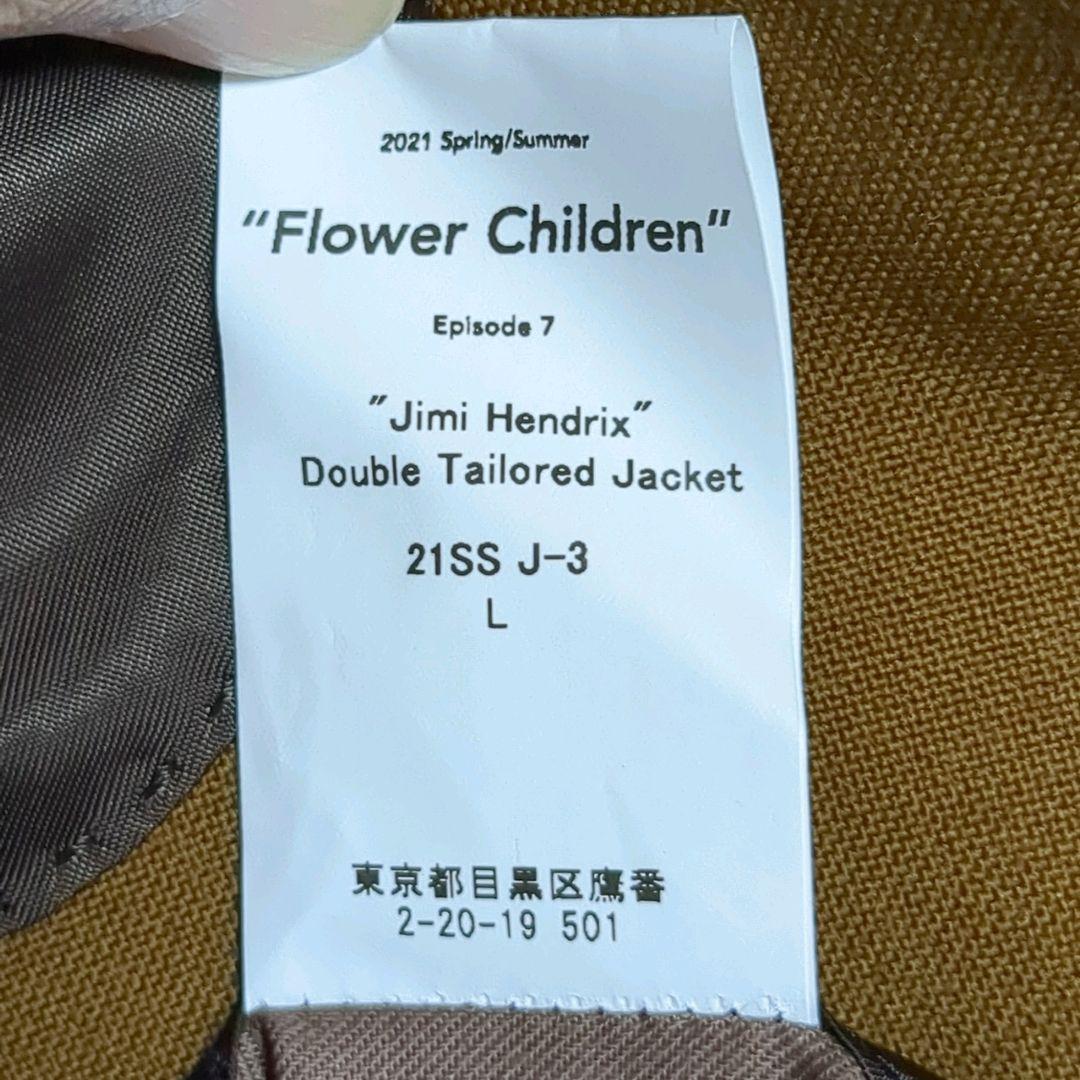 2021 Spring/Summer
"Flower Children"
Episode 7
"Jimi Hendrix"
Double Tailored Jacket
21SS J-3
L
東京都目黒区鷹番
2-20-19 501